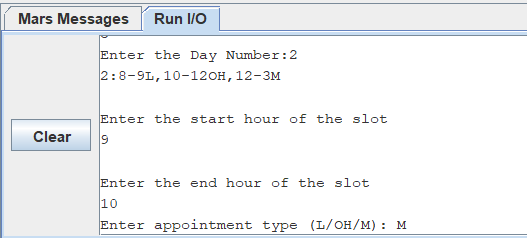 Mars Messages Run I/O
Enter the Day Number:2
2:8-9L,10-12OH,12-3M
Enter the start hour of the slot
Clear
9
Enter the end hour of the slot
10
Enter appointment type (L/OH/M): M